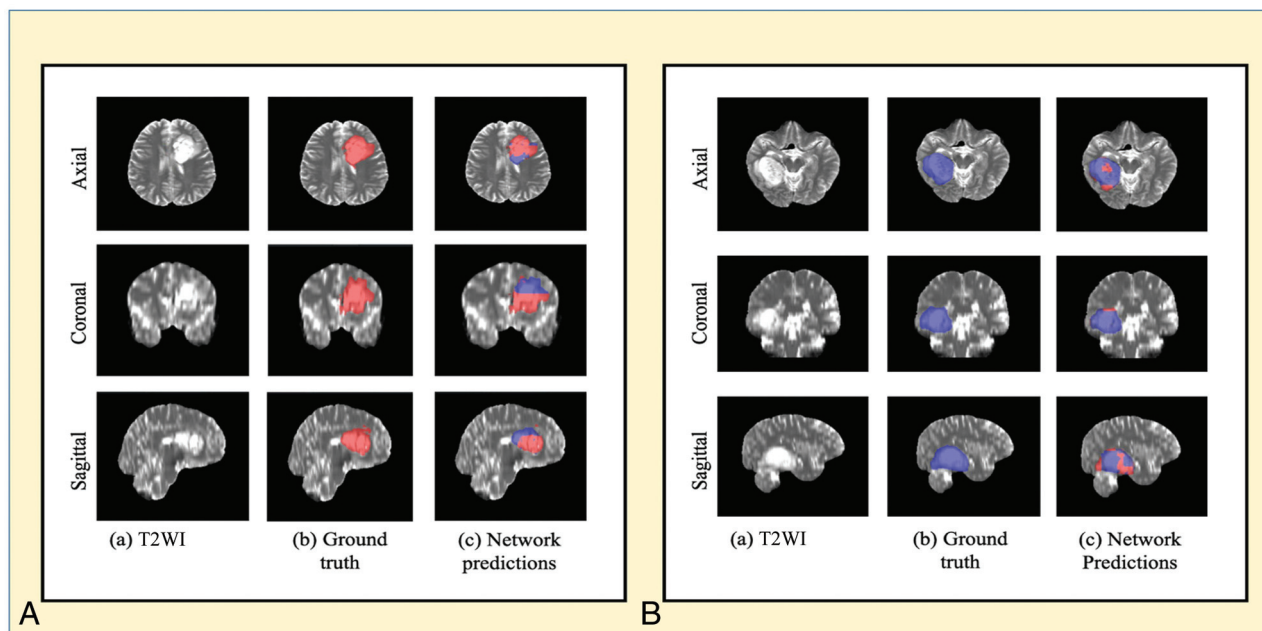 Axial
Coronal
Sagittal
(a) T2WI
(b) Ground
truth
(c) Network
predictions
A
Axial
Coronal
Sagittal
(a) T2WI
(b) Ground
truth
(c) Network
Predictions
B